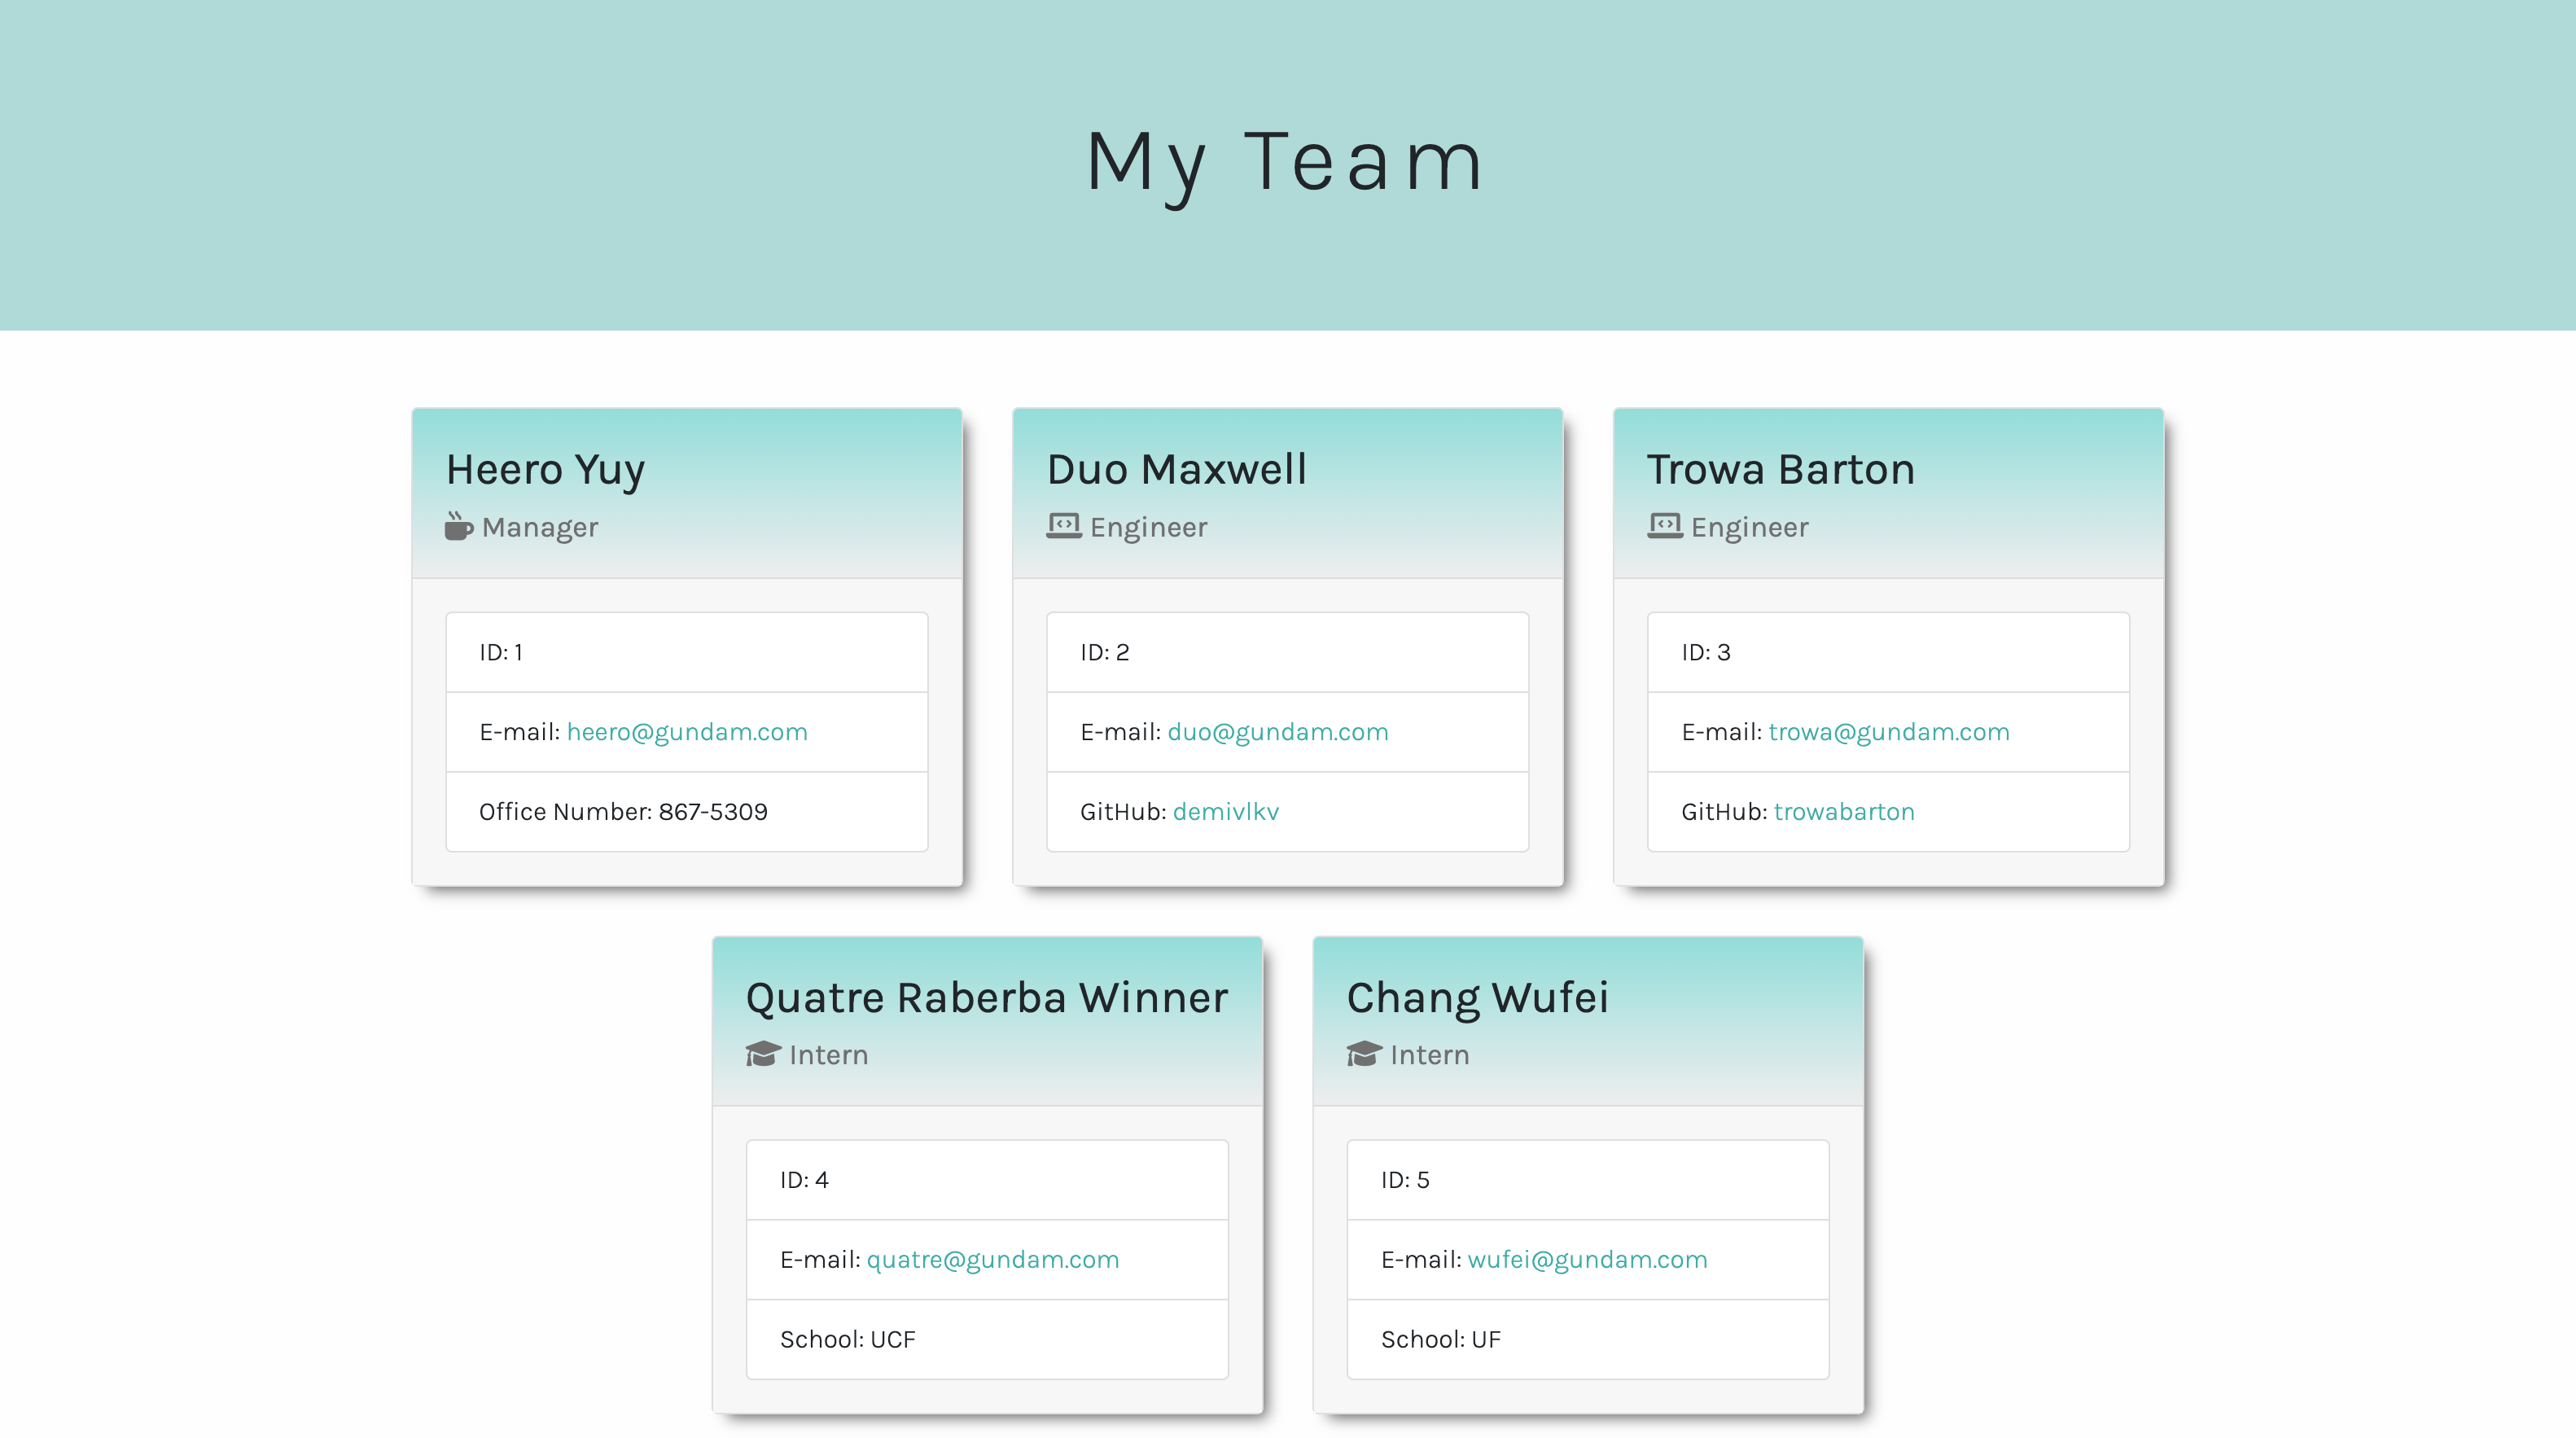 My Team
Heero Yuy
Manager
ID: 1
E-mail: heero@gundam.com
Office Number: 867-5309
Duo Maxwell
Engineer
ID: 2
E-mail: duo@gundam.com
GitHub: demivlkv
Trowa Barton
Engineer
ID: 3
E-mail: trowa@gundam.com
GitHub: trowabarton
Quatre Raberba Winner
Intern
ID: 4
E-mail: quatre@gundam.com
School: UCF
Chang Wufei
Intern
ID: 5
E-mail: wufei@gundam.com
School: UF